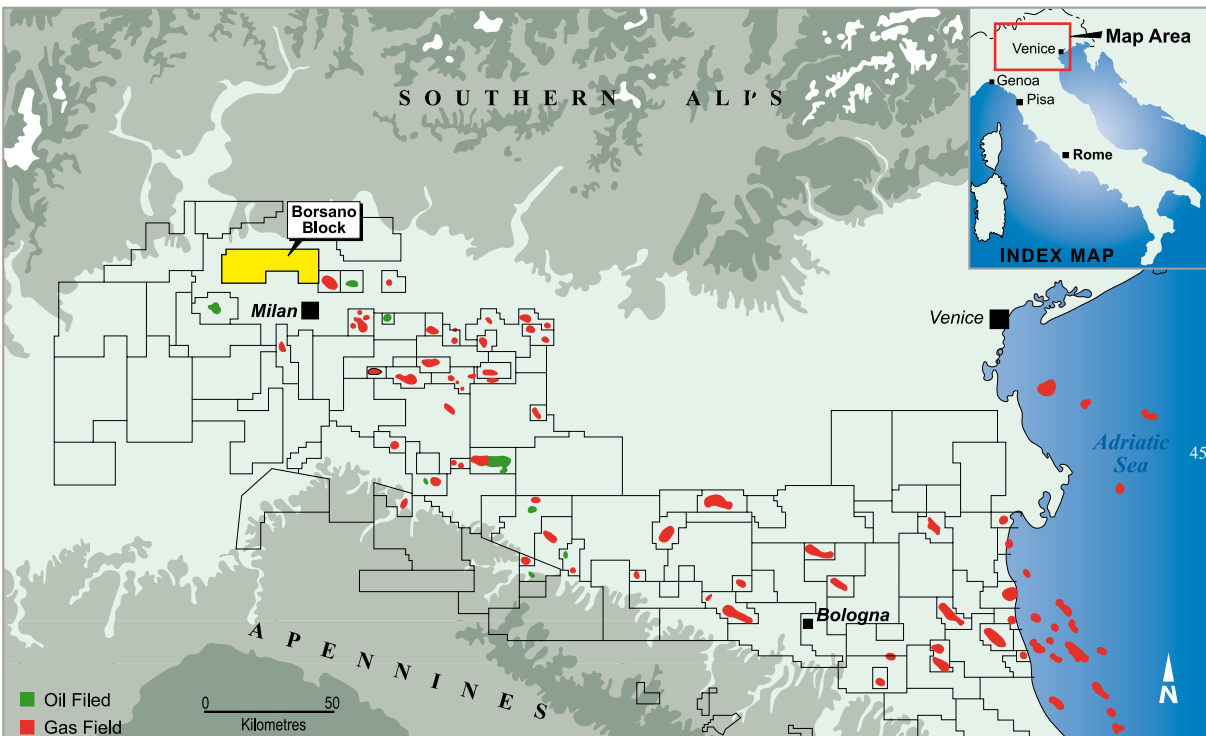 SOUTHERN ALI'S
Borsano
Block
Milan
Venice
Adriatic
Sea
45
Bologna
APENNINES
N
Oil Filed
Gas Field
0 50
Kilometres
Map Area
Venice
Genoa
Pisa
Rome
INDEX MAP